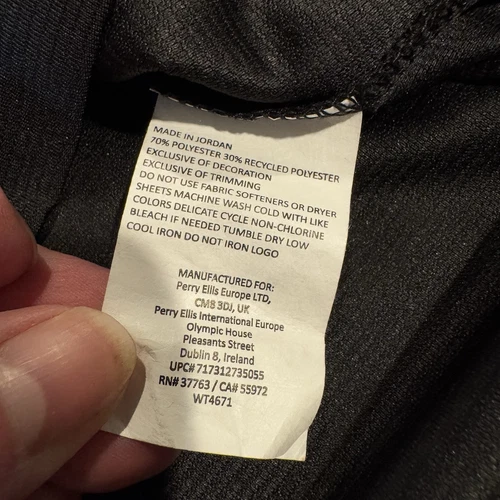 MADE IN JORDAN
70% POLYESTER 30% RECYCLED POLYESTER
EXCLUSIVE OF DECORATION
EXCLUSIVE OF TRIMMING
DO NOT USE FABRIC SOFTENERS OR DRYER
SHEETS MACHINE WASH COLD WITH LIKE
COLORS DELICATE CYCLE NON-CHLORINE
BLEACH IF NEEDED TUMBLE DRY LOW
COOL IRON DO NOT IRON LOGO
MANUFACTURED FOR:
Perry Ellis Europe LTD,
CM8 3DJ, UK
Perry Ellis International Europe
Olympic House
Pleasants Street
Dublin 8, Ireland
UPC# 717312735055
RN# 37763 / CA# 55972
WT4671